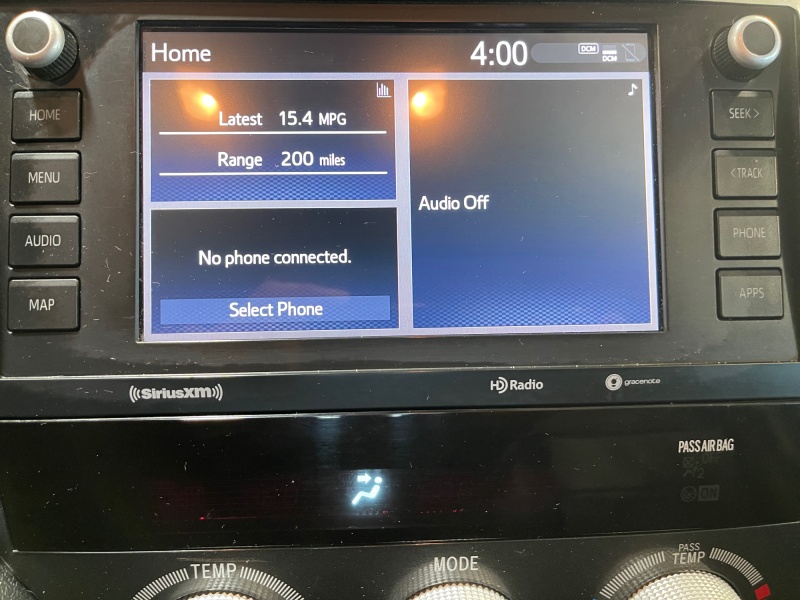 Home 4:00 DCM DCM
Latest 15.4 MPG
Range 200 miles
Audio Off
No phone connected.
Select Phone
HOME
MENU
AUDIO
MAP
SEEK >
< TRACK
PHONE
APPS
((SiriusXM))
HD Radio
gracenote
PASS AIR BAG
ON
TEMP
MODE
PASS
TEMP